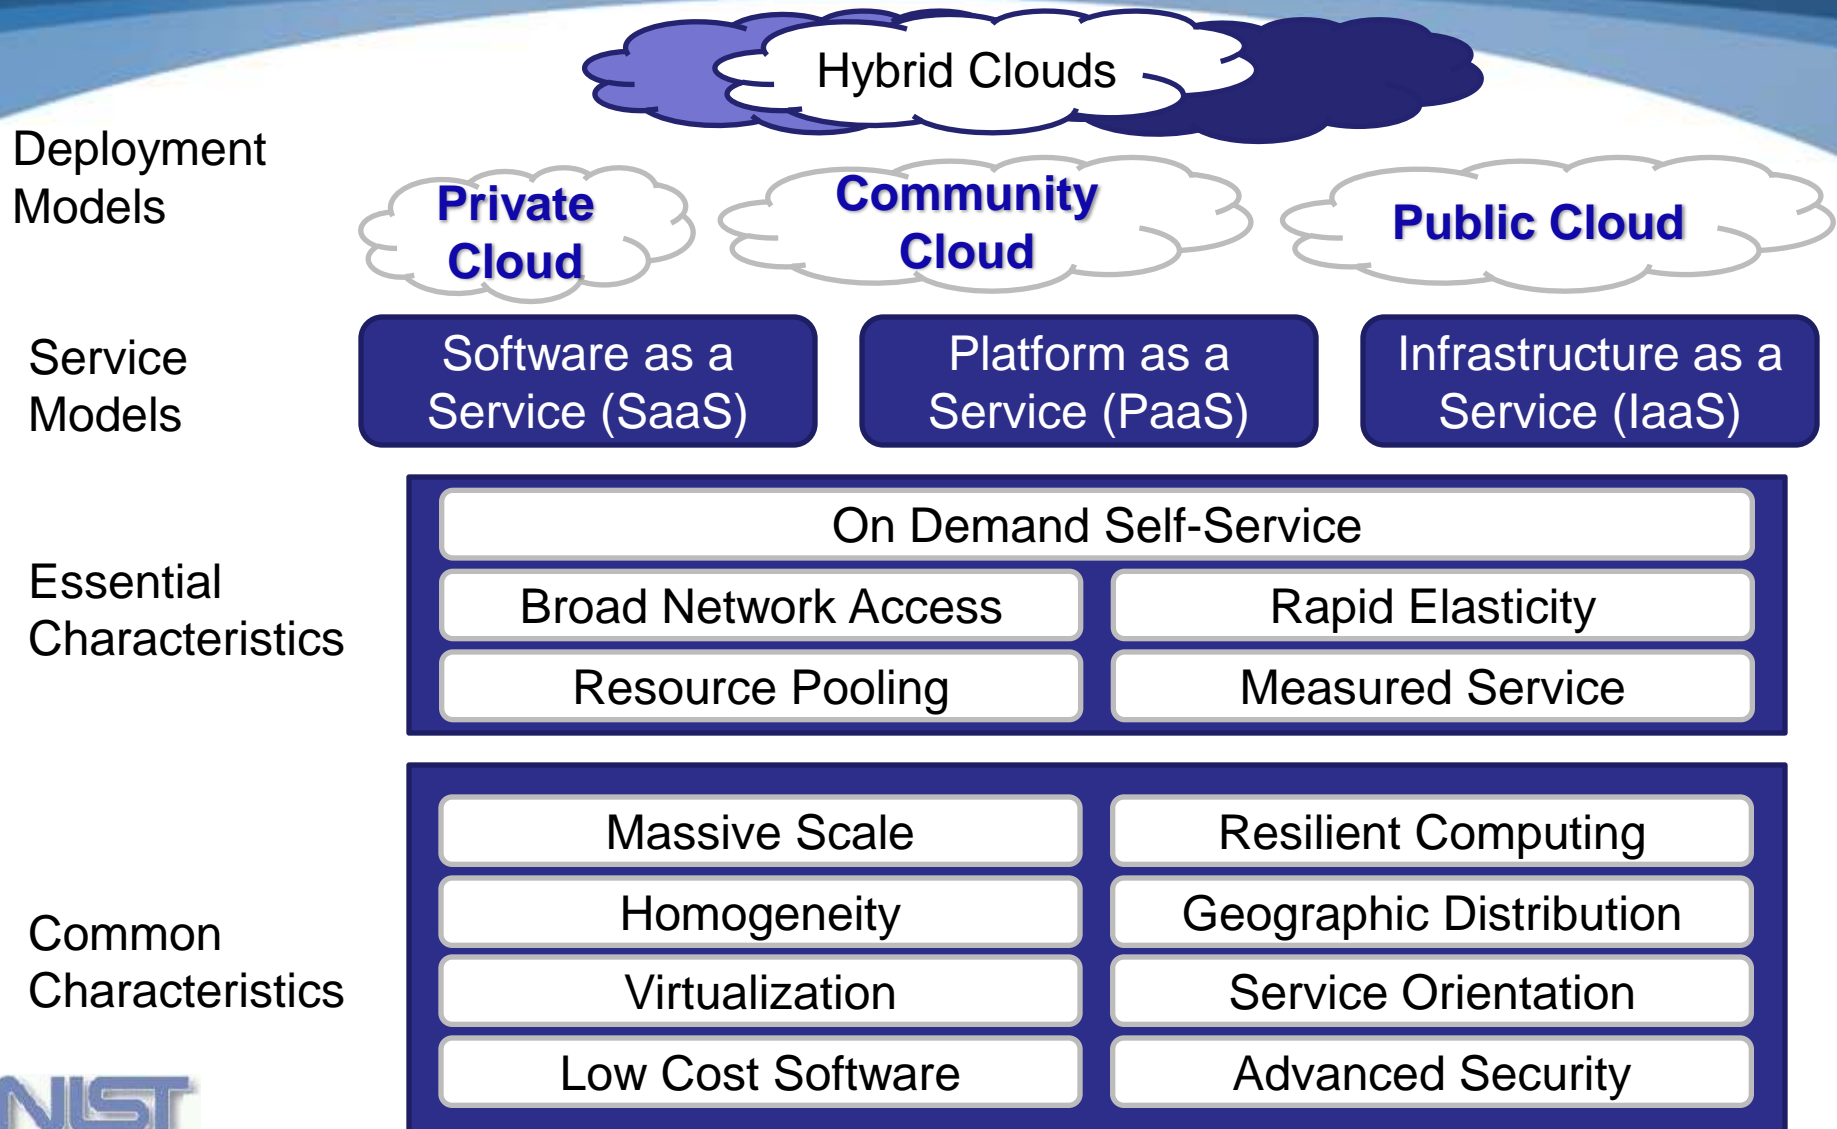 Hybrid Clouds
Deployment
Models
Private
Cloud
Community
Cloud
Public Cloud
Service
Models
Software as a
Service (SaaS)
Platform as a
Service (PaaS)
Infrastructure as a
Service (IaaS)
Essential
Characteristics
On Demand Self-Service
Broad Network Access
Rapid Elasticity
Resource Pooling
Measured Service
Common
Characteristics
Massive Scale
Resilient Computing
Homogeneity
Geographic Distribution
Virtualization
Service Orientation
Low Cost Software
Advanced Security
NIST